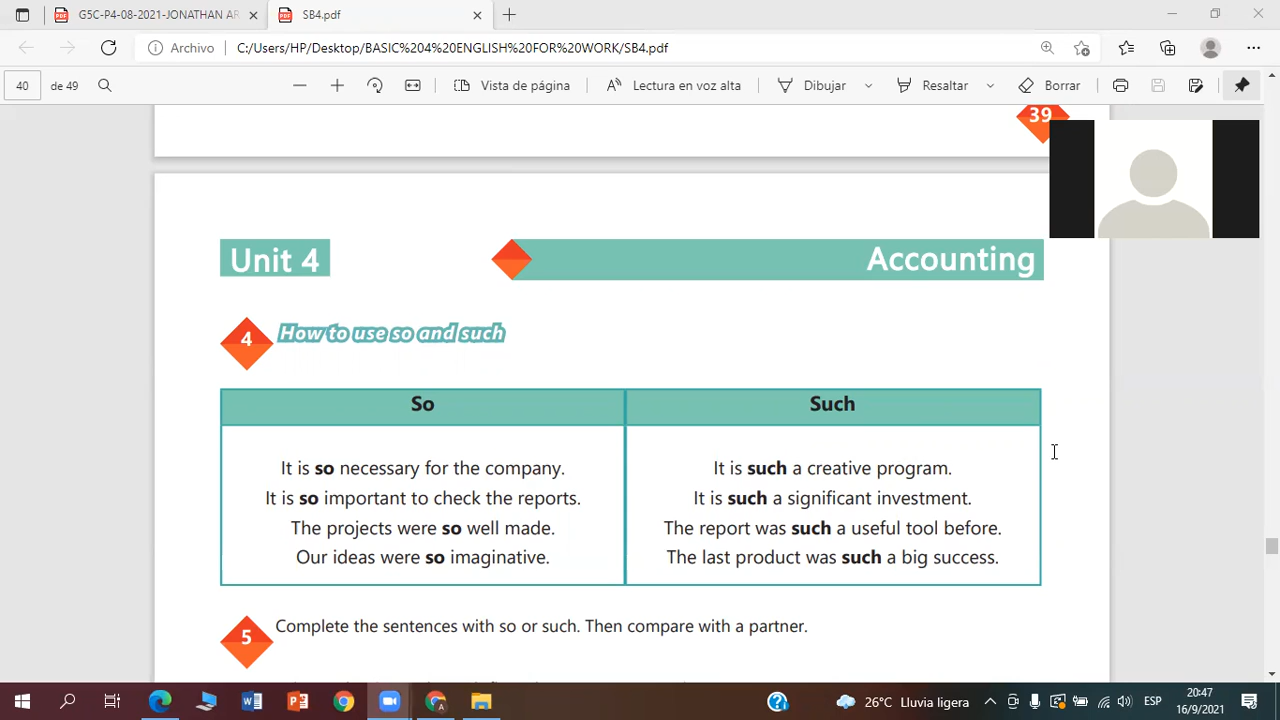 G5C-P4-08-2021-JONATHAN AR
SB4.pdf
Archivo
C:/Users/HP/Desktop/BASIC%204%20ENGLISH%20FOR%20WORK/SB4.pdf
40
de 49
Vista de página
Lectura en voz alta
Dibujar
Resaltar
Borrar
39
Unit 4
Accounting
4
How to use so and such
So
Such
It is so necessary for the company.
It is such a creative program.
It is so important to check the reports.
It is such a significant investment.
The projects were so well made.
The report was such a useful tool before.
Our ideas were so imaginative.
The last product was such a big success.
5
Complete the sentences with so or such. Then compare with a partner.
26°C Lluvia ligera
ESP
20:47
16/9/2021